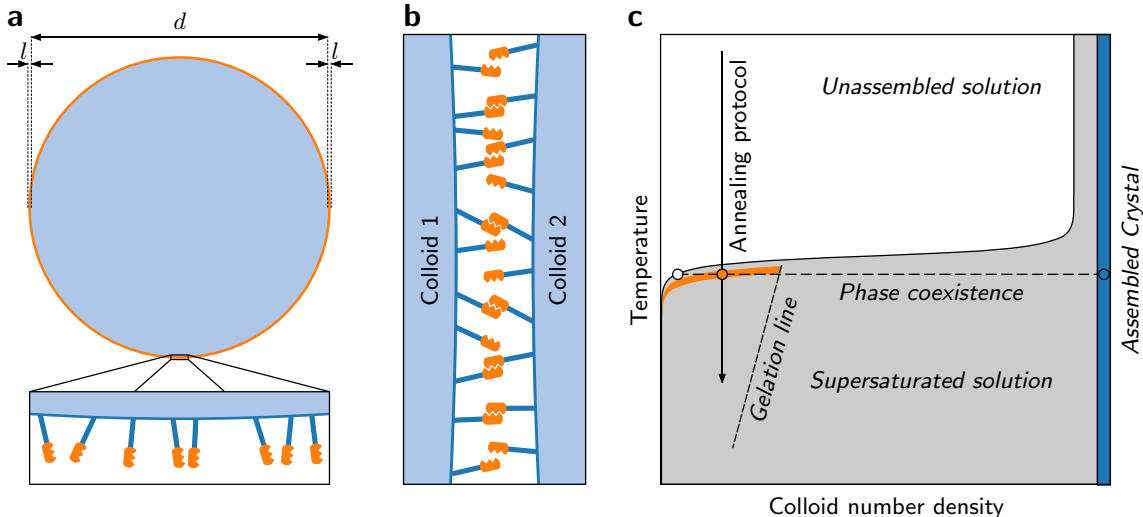 a
d
l
l
b
Colloid 1
Colloid 2
c
Temperature
Annealing protocol
Unassembled solution
Phase coexistence
Gelation line
Supersaturated solution
Assembled Crystal
Colloid number density